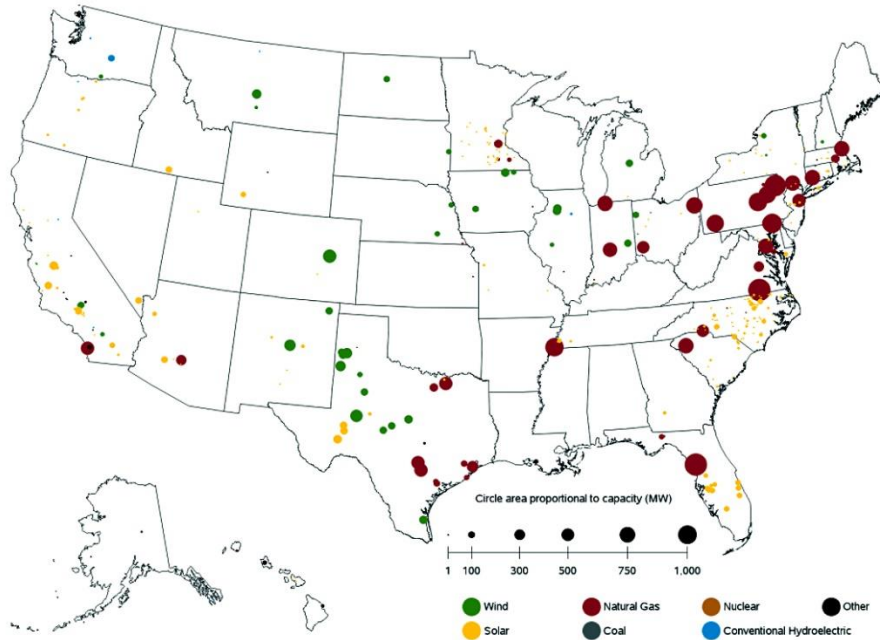 Circle area proportional to capacity (MW)
1 100 300 500 750 1,000
Wind Natural Gas Nuclear Other
Solar Coal Conventional Hydroelectric